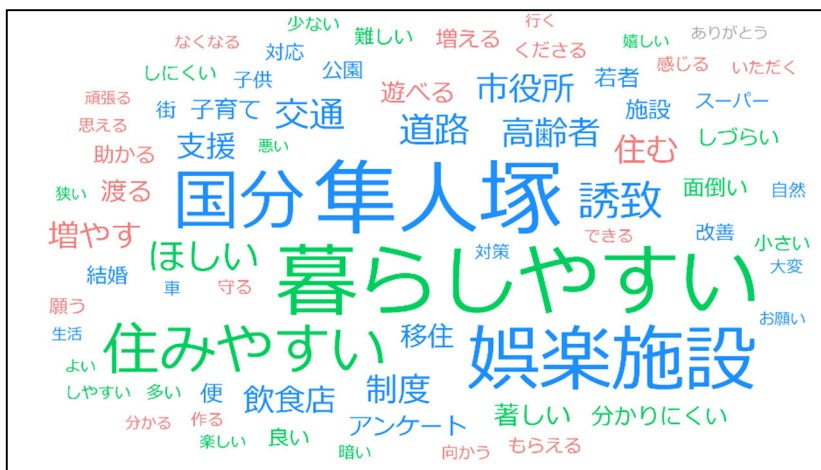 少ない 難しい 増える 行く
なくなる 対応 くださる 嬉しい ありがとう
しにくい 子供 公園 遊べる 市役所 若者 感じる いただく
頑張る 街 子育て 交通 道路 高齢者 施設 スーパー
思える 支援 悪い 住む しづらい
助かる 国分 隼人塚 誘致 面倒い 自然
狭い 渡る
増やす ほしい 暮らしやすい 対策 できる 改善 小さい
結婚 車 守る 大変
願う 住みやすい 移住 娯楽施設 お願い
生活
よい
しやすい 多い 便 飲食店 制度 著しい 分かりにくい
分かる 作る アンケート
楽しい 良い 暗い 向かう もらえる